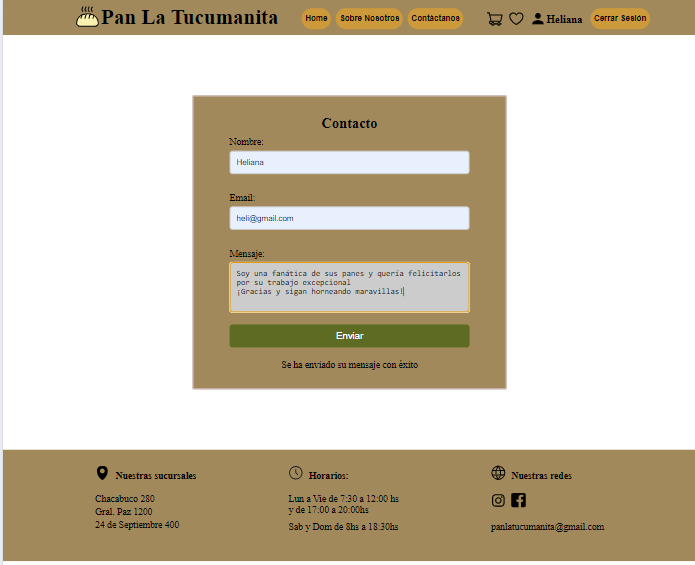 Pan La Tucumanita
Home
Sobre Nosotros
Contáctanos
Heliana
Cerrar Sesión
Contacto
Nombre:
Heliana
Email:
heli@gmail.com
Mensaje:
Soy una fanática de sus panes y quería felicitarlos
por su trabajo excepcional
¡Gracias y sigan horneando maravillas!
Enviar
Se ha enviado su mensaje con éxito
Nuestras sucursales
Chacabuco 280
Gral, Paz 1200
24 de Septiembre 400
Horarios:
Lun a Vie de 7:30 a 12:00 hs
y de 17:00 a 20:00hs
Sab y Dom de 8hs a 18:30hs
Nuestras redes
panlatucumanita@gmail.com